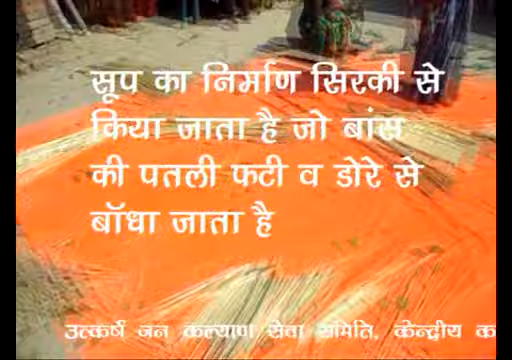 सूप का निर्माण सिरकी से
किया जाता है जो बांस
की पतली फटी व डोरे से
बॉधा जाता है
उत्कर्ष जन कल्याण सेवा समिति, केन्द्रीय क